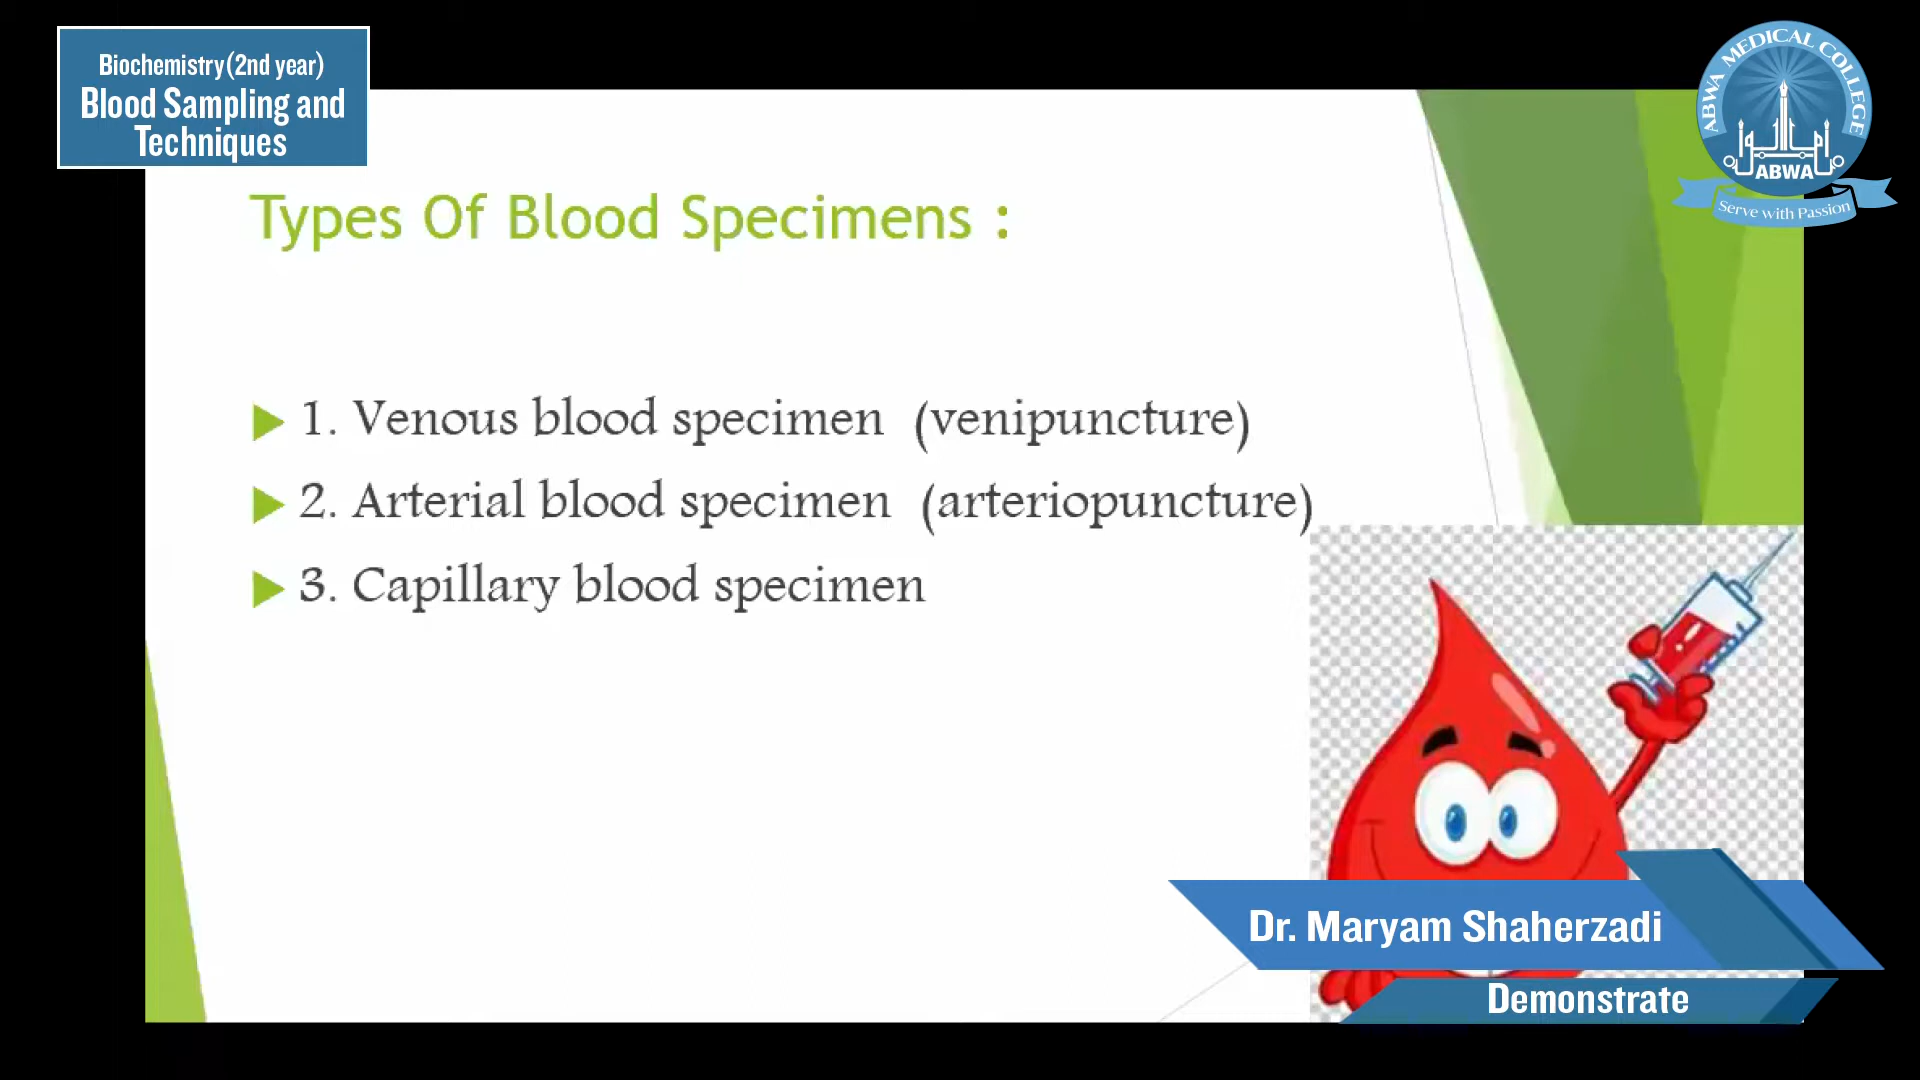 Biochemistry(2nd year)
Blood Sampling and
Techniques
ABWA MEDICAL COLLEGE
ABWA
Serve with Passion
Types Of Blood Specimens :
1. Venous blood specimen (venipuncture)
2. Arterial blood specimen (arteriopuncture)
3. Capillary blood specimen
Dr. Maryam Shaherzadi
Demonstrate